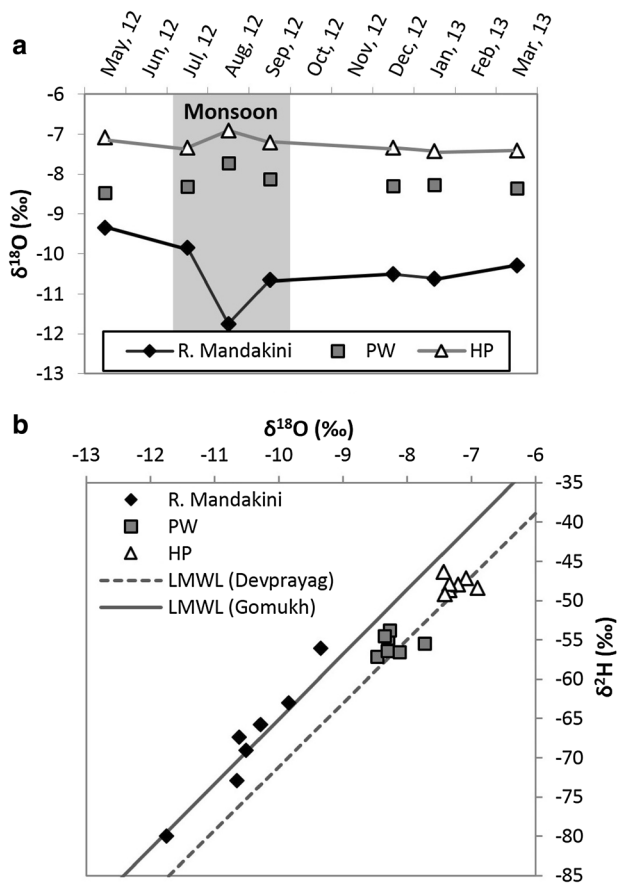 a
May, 12
Jun, 12
Jul, 12
Aug, 12
Sep, 12
Oct, 12
Nov, 12
Dec, 12
Jan, 13
Feb, 13
Mar, 13
δ18O (‰)
-6
-7
-8
-9
-10
-11
-12
-13
Monsoon
R. Mandakini PW HP
b
δ18O (‰)
-13 -12 -11 -10 -9 -8 -7 -6
R. Mandakini
PW
HP
LMWL (Devprayag)
LMWL (Gomukh)
-35
-40
-45
-50
-55
-60
-65
-70
-75
-80
-85
δ2H (‰)